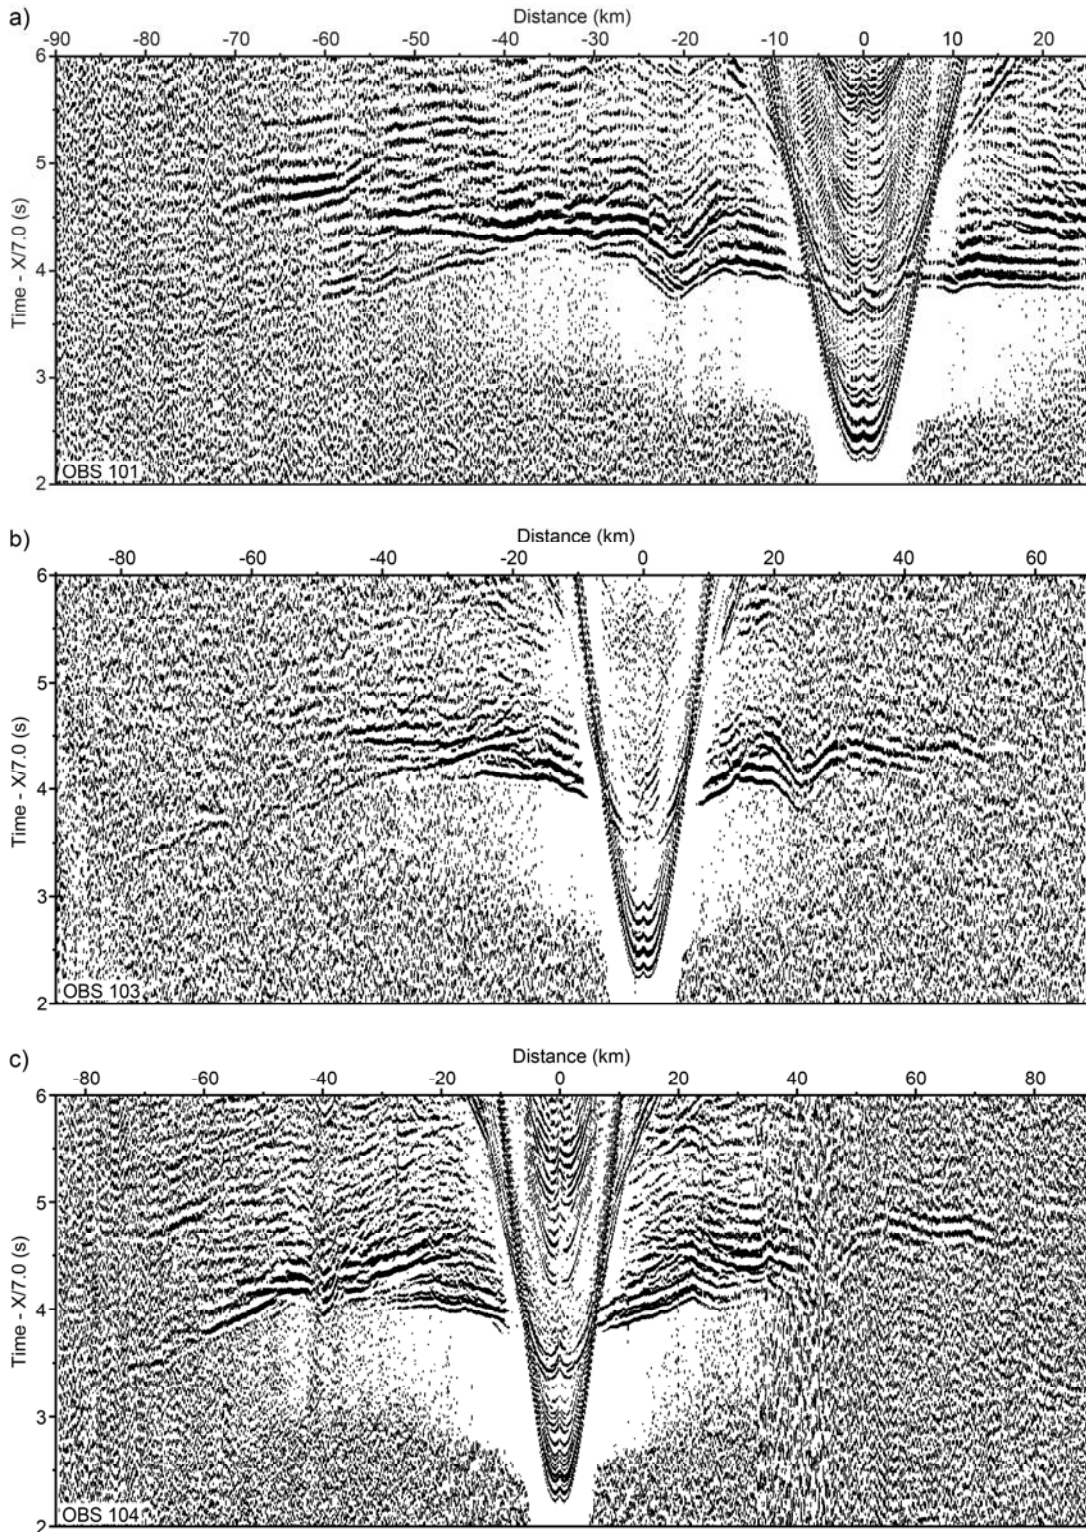 a)
Distance (km)
-90 -80 -70 -60 -50 -40 -30 -20 -10 0 10 20
6
5
4
3
2
Time - X/7.0 (s)
OBS 101
b)
Distance (km)
-80 -60 -40 -20 0 20 40 60
6
5
4
3
2
Time - X/7.0 (s)
OBS 103
c)
Distance (km)
-80 -60 -40 -20 0 20 40 60 80
6
5
4
3
2
Time - X/7.0 (s)
OBS 104